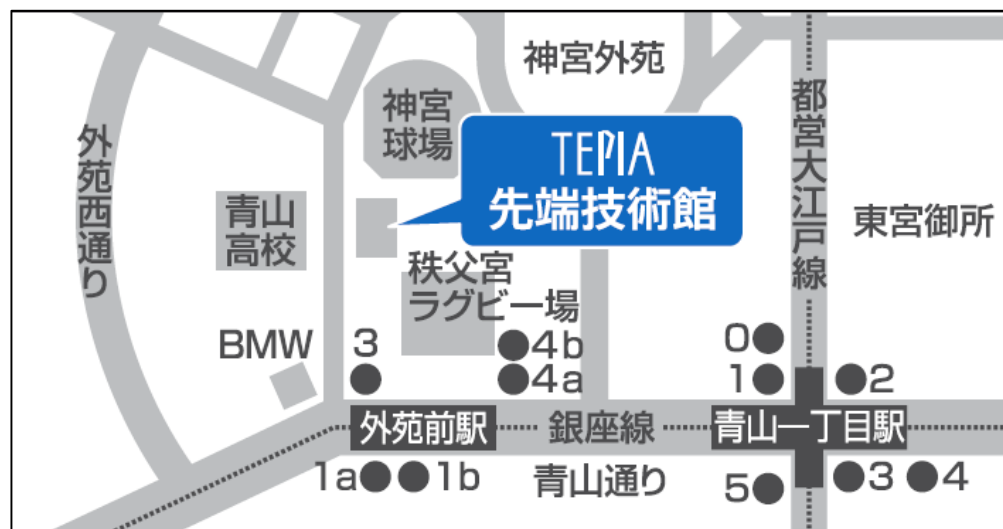 神宮外苑
神宮
球場
都営大江戸線
外苑西通り
TEPIA
先端技術館
青山
高校
東宮御所
秩父宮
ラグビー場
BMW
3
4b
4a
0
1
2
外苑前駅
銀座線
青山一丁目駅
1a
1b
青山通り
5
3
4